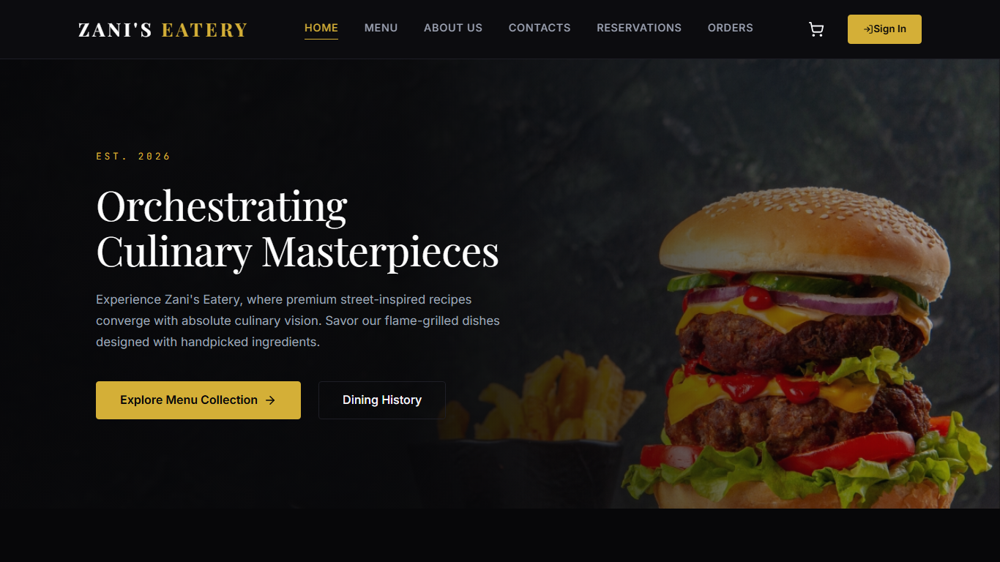 ZANI'S EATERY
HOME MENU ABOUT US CONTACTS RESERVATIONS ORDERS
Sign In
EST. 2026
Orchestrating
Culinary Masterpieces
Experience Zani's Eatery, where premium street-inspired recipes
converge with absolute culinary vision. Savor our flame-grilled dishes
designed with handpicked ingredients.
Explore Menu Collection →
Dining History